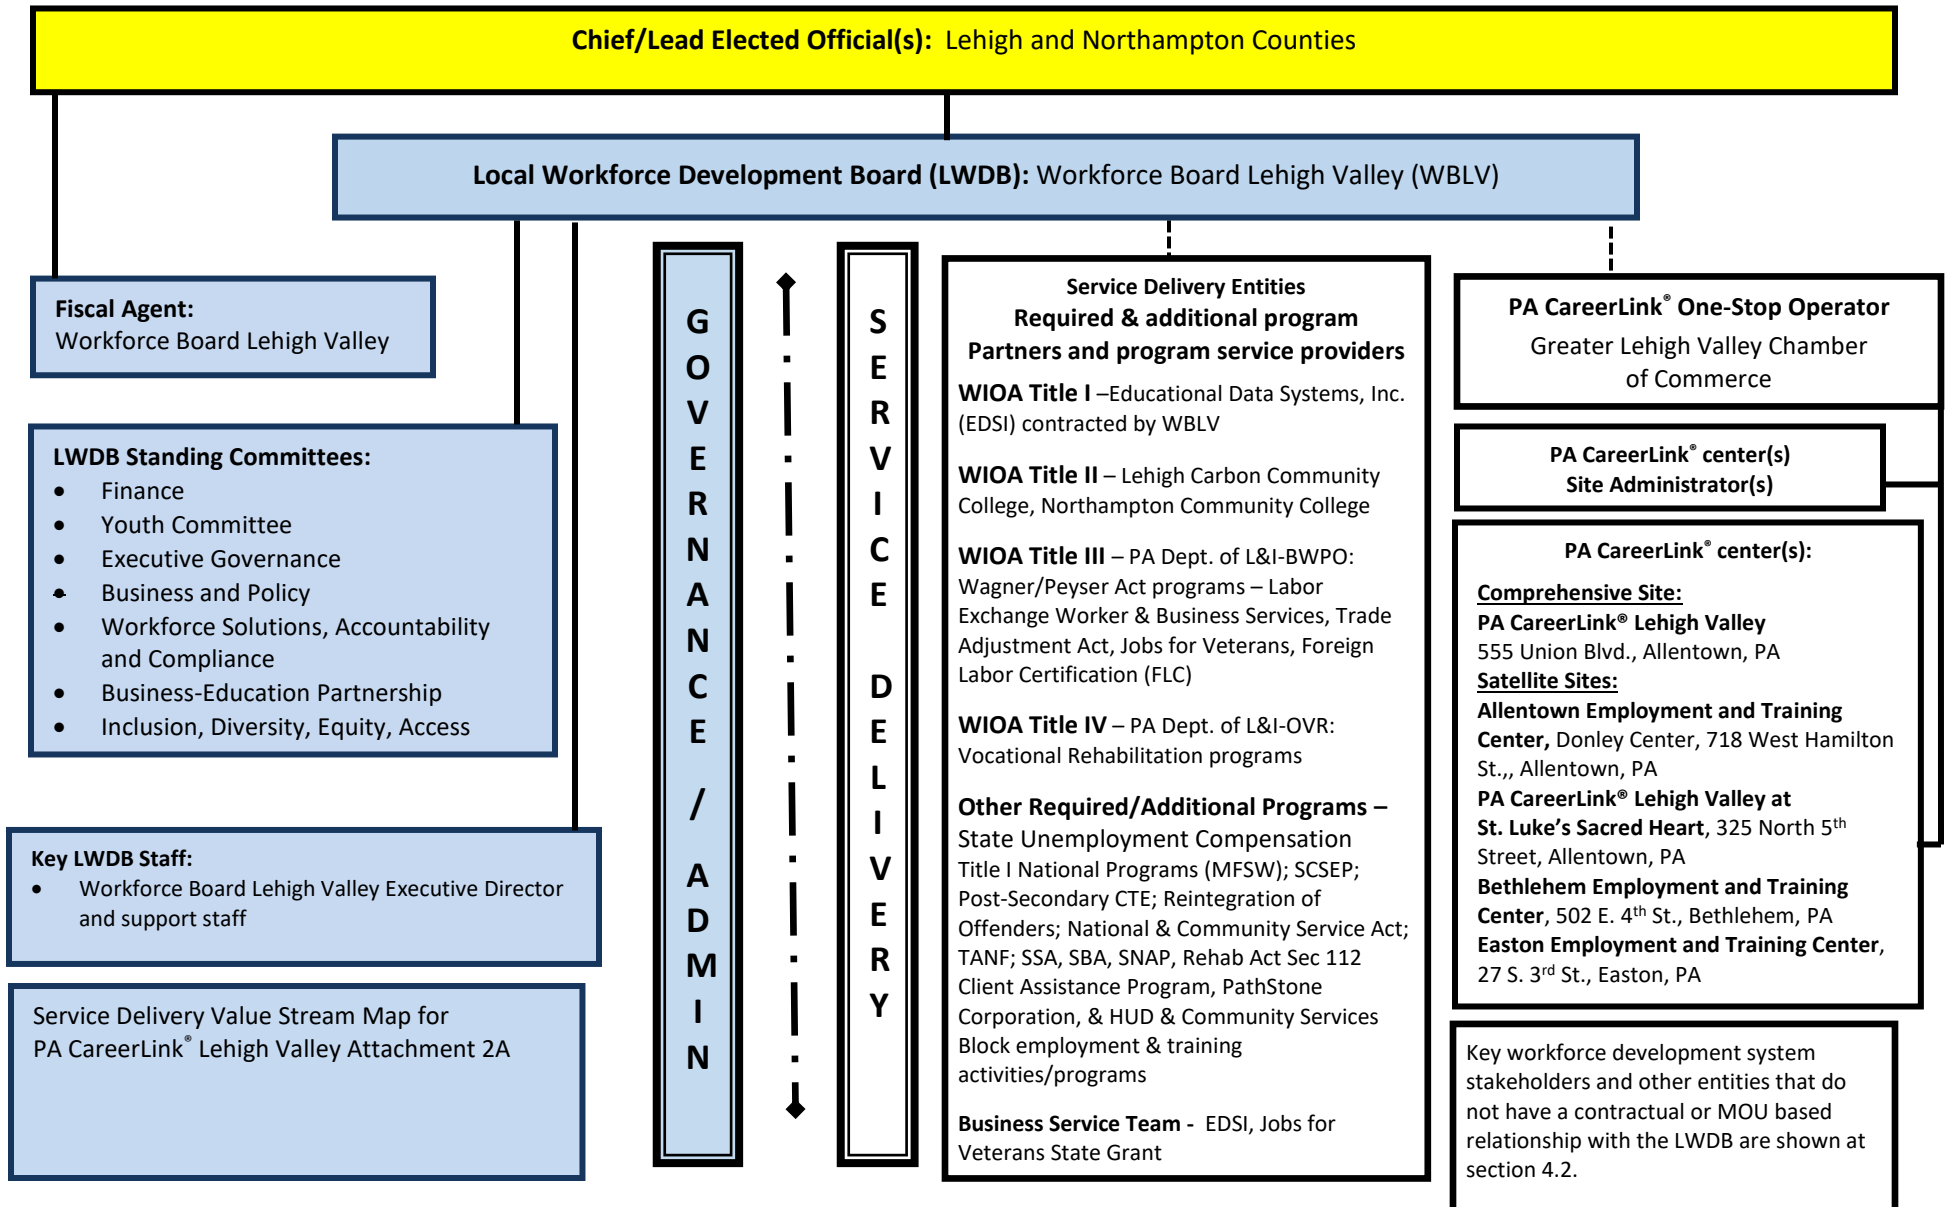 Chief/Lead Elected Official(s): Lehigh and Northampton Counties
Local Workforce Development Board (LWDB): Workforce Board Lehigh Valley (WBLV)
Fiscal Agent:
Workforce Board Lehigh Valley
LWDB Standing Committees:
• Finance
• Youth Committee
• Executive Governance
• Business and Policy
• Workforce Solutions, Accountability
and Compliance
• Business-Education Partnership
• Inclusion, Diversity, Equity, Access
Key LWDB Staff:
• Workforce Board Lehigh Valley Executive Director
and support staff
Service Delivery Value Stream Map for
PA CareerLink® Lehigh Valley Attachment 2A
G
O
V
E
R
N
A
N
C
E
/
A
D
M
I
N
S
E
R
V
I
C
E
D
E
L
I
V
E
R
Y
Service Delivery Entities
Required & additional program
Partners and program service providers
WIOA Title I –Educational Data Systems, Inc.
(EDSI) contracted by WBLV
WIOA Title II – Lehigh Carbon Community
College, Northampton Community College
WIOA Title III – PA Dept. of L&I-BWPO:
Wagner/Peyser Act programs – Labor
Exchange Worker & Business Services, Trade
Adjustment Act, Jobs for Veterans, Foreign
Labor Certification (FLC)
WIOA Title IV – PA Dept. of L&I-OVR:
Vocational Rehabilitation programs
Other Required/Additional Programs –
State Unemployment Compensation
Title I National Programs (MFSW); SCSEP;
Post-Secondary CTE; Reintegration of
Offenders; National & Community Service Act;
TANF; SSA, SBA, SNAP, Rehab Act Sec 112
Client Assistance Program, PathStone
Corporation, & HUD & Community Services
Block employment & training
activities/programs
Business Service Team - EDSI, Jobs for
Veterans State Grant
PA CareerLink® One-Stop Operator
Greater Lehigh Valley Chamber
of Commerce
PA CareerLink® center(s)
Site Administrator(s)
PA CareerLink® center(s):
Comprehensive Site:
PA CareerLink® Lehigh Valley
555 Union Blvd., Allentown, PA
Satellite Sites:
Allentown Employment and Training
Center, Donley Center, 718 West Hamilton
St.,, Allentown, PA
PA CareerLink® Lehigh Valley at
St. Luke's Sacred Heart, 325 North 5th
Street, Allentown, PA
Bethlehem Employment and Training
Center, 502 E. 4th St., Bethlehem, PA
Easton Employment and Training Center,
27 S. 3rd St., Easton, PA
Key workforce development system
stakeholders and other entities that do
not have a contractual or MOU based
relationship with the LWDB are shown at
section 4.2.